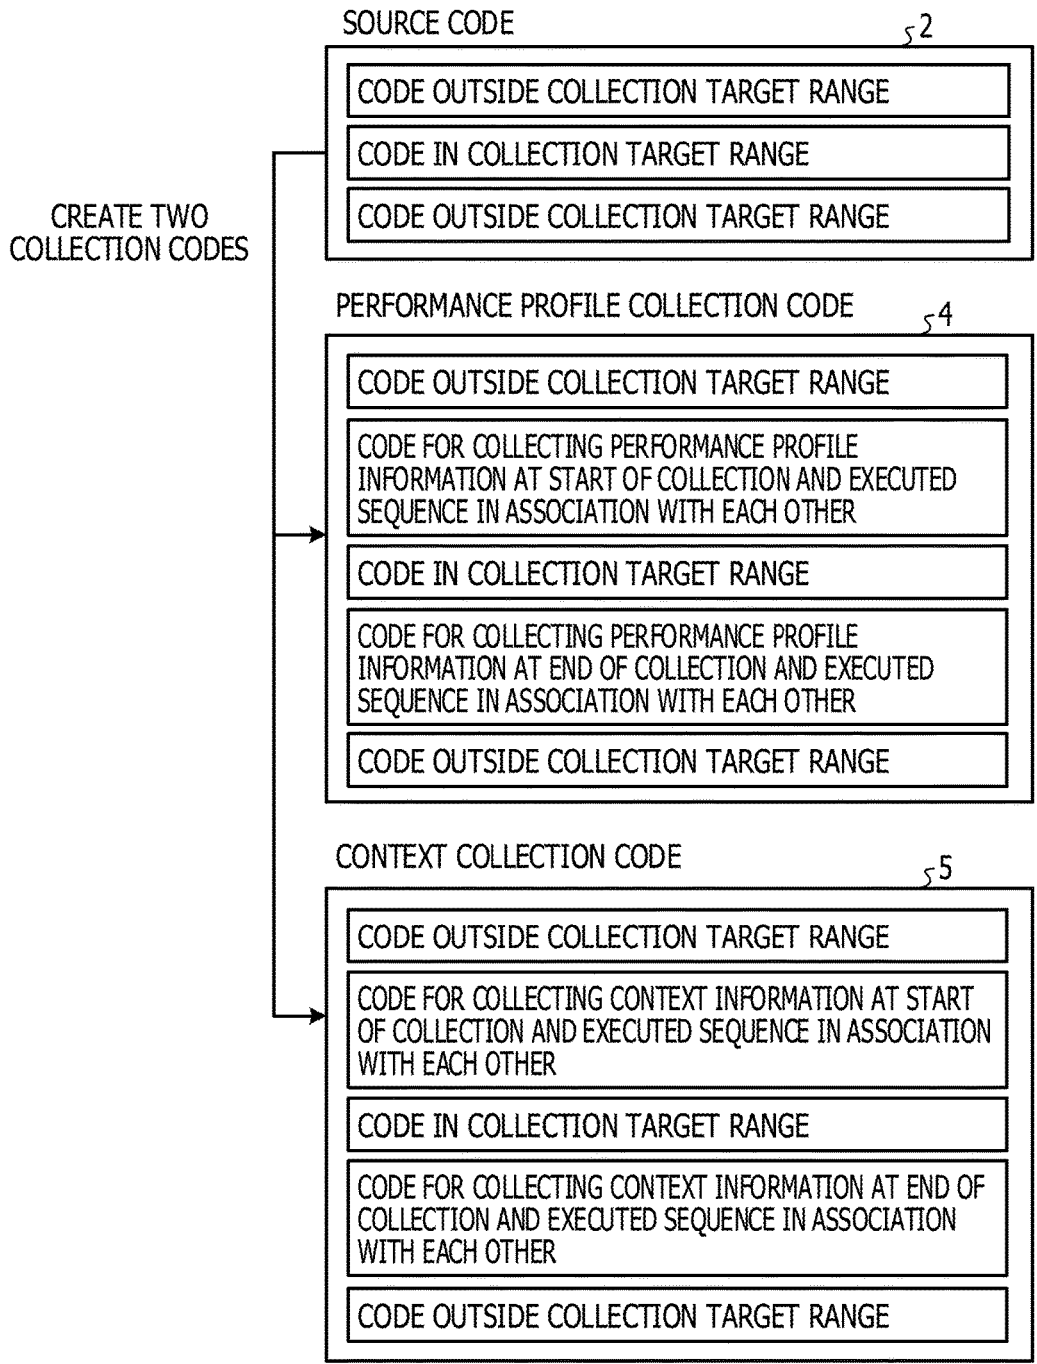 SOURCE CODE
2
CODE OUTSIDE COLLECTION TARGET RANGE
CODE IN COLLECTION TARGET RANGE
CODE OUTSIDE COLLECTION TARGET RANGE
CREATE TWO
COLLECTION CODES
PERFORMANCE PROFILE COLLECTION CODE
4
CODE OUTSIDE COLLECTION TARGET RANGE
CODE FOR COLLECTING PERFORMANCE PROFILE
INFORMATION AT START OF COLLECTION AND EXECUTED
SEQUENCE IN ASSOCIATION WITH EACH OTHER
CODE IN COLLECTION TARGET RANGE
CODE FOR COLLECTING PERFORMANCE PROFILE
INFORMATION AT END OF COLLECTION AND EXECUTED
SEQUENCE IN ASSOCIATION WITH EACH OTHER
CODE OUTSIDE COLLECTION TARGET RANGE
CONTEXT COLLECTION CODE
5
CODE OUTSIDE COLLECTION TARGET RANGE
CODE FOR COLLECTING CONTEXT INFORMATION AT START
OF COLLECTION AND EXECUTED SEQUENCE IN ASSOCIATION
WITH EACH OTHER
CODE IN COLLECTION TARGET RANGE
CODE FOR COLLECTING CONTEXT INFORMATION AT END OF
COLLECTION AND EXECUTED SEQUENCE IN ASSOCIATION
WITH EACH OTHER
CODE OUTSIDE COLLECTION TARGET RANGE